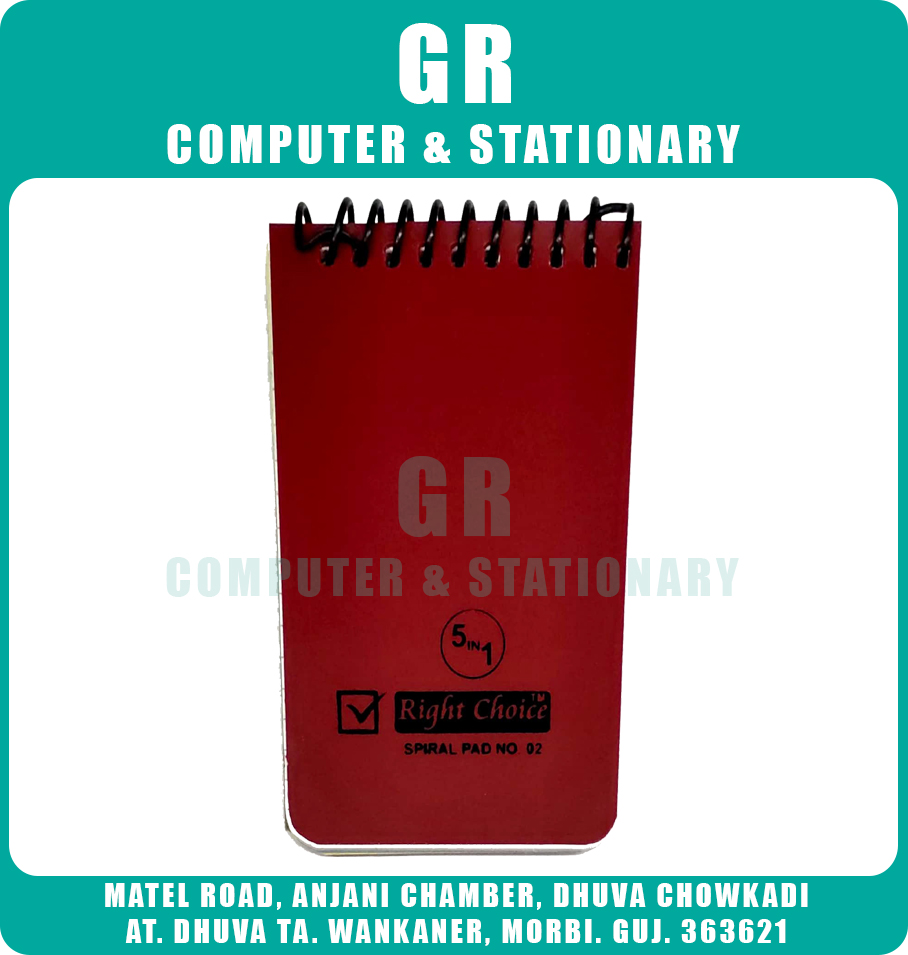 GR
COMPUTER & STATIONARY
GR
COMPUTER & STATIONARY
5 IN 1
Right Choice TM
SPIRAL PAD NO. 02
MATEL ROAD, ANJANI CHAMBER, DHUVA CHOWKADI
AT. DHUVA TA. WANKANER, MORBI. GUJ. 363621